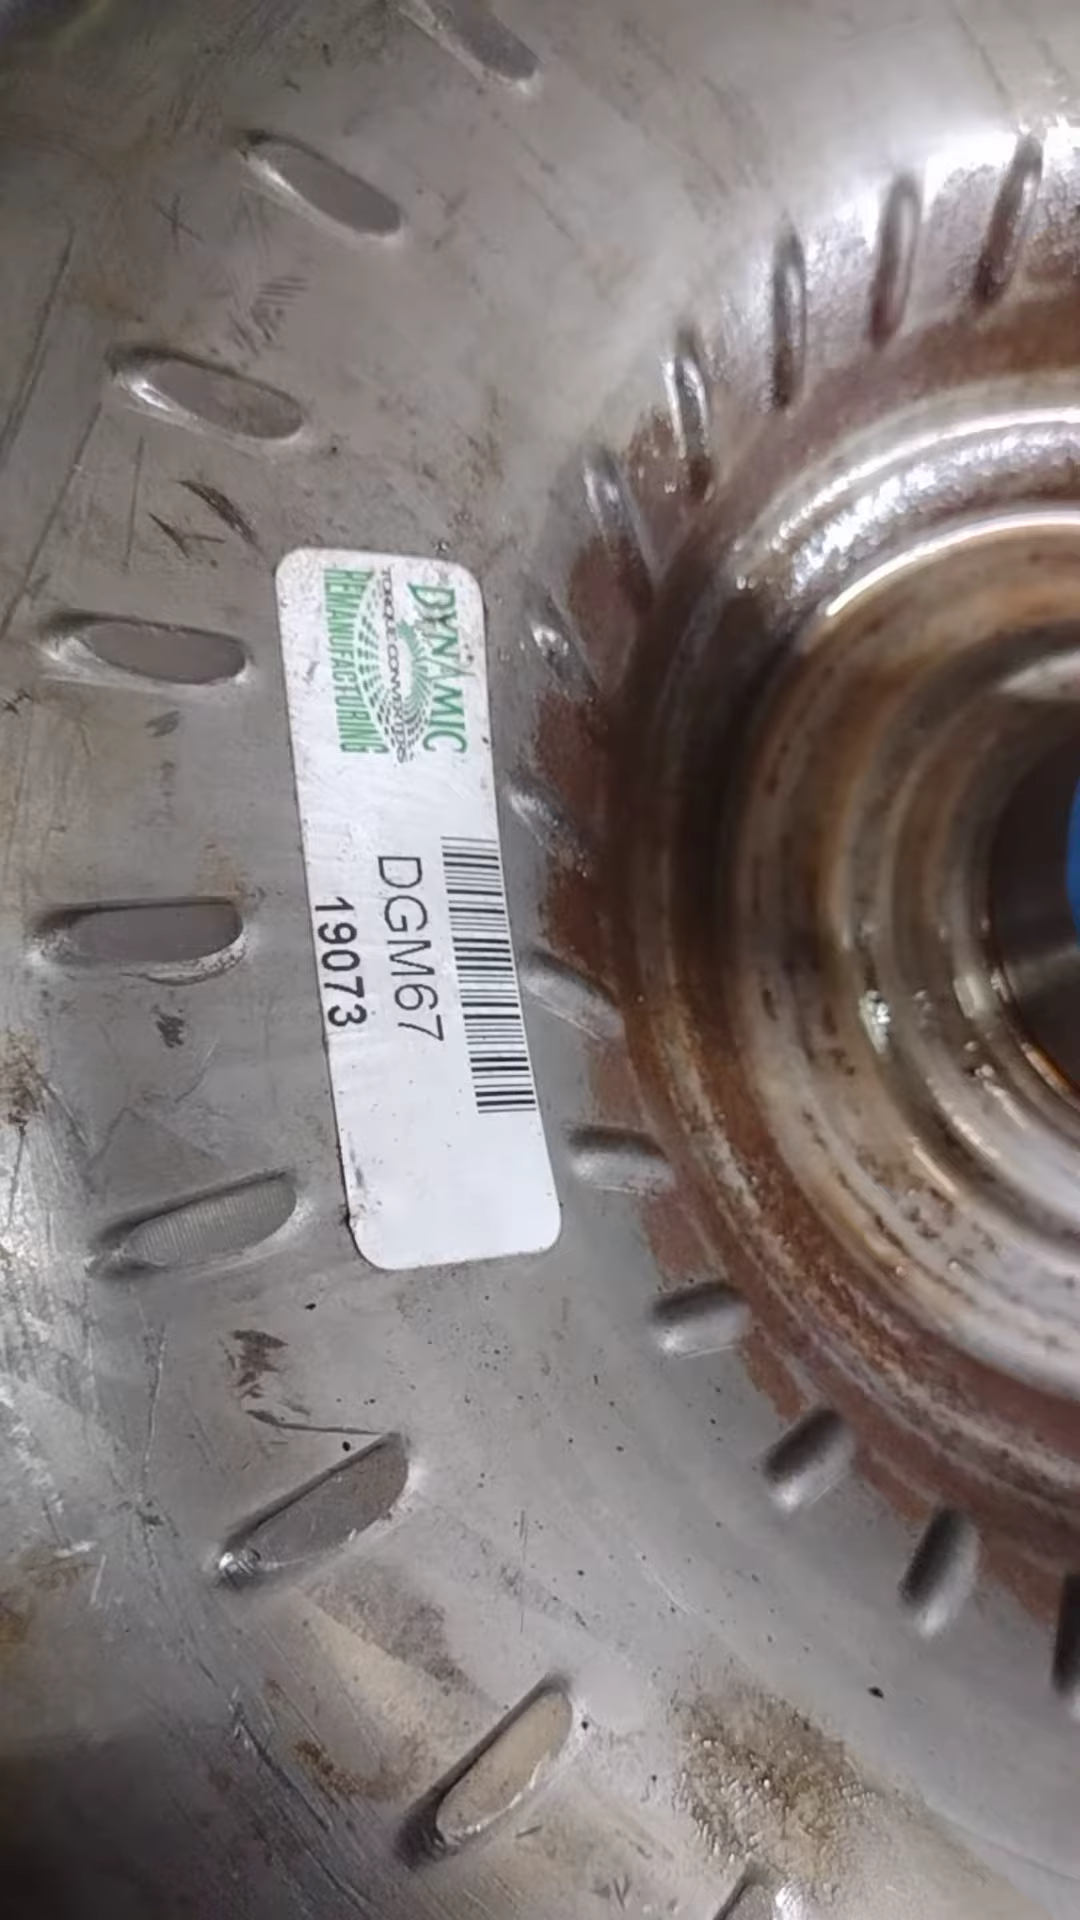 DYNAMIC
TORQUE CONVERTERS
REMANUFACTURING
DGM67
19073